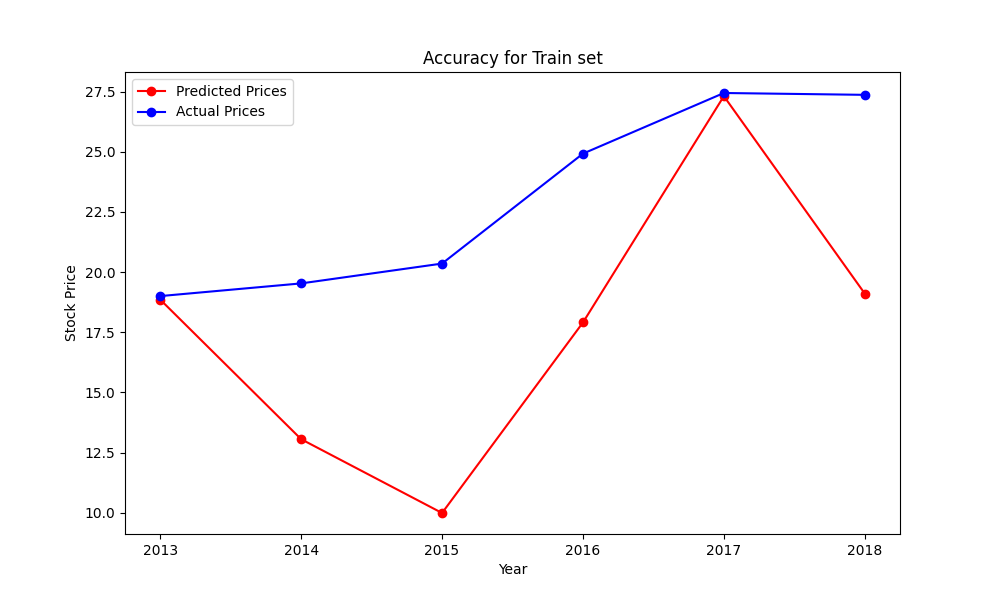 Accuracy for Train set
Predicted Prices
Actual Prices
27.5
25.0
22.5
20.0
17.5
15.0
12.5
10.0
Stock Price
2013 2014 2015 2016 2017 2018
Year